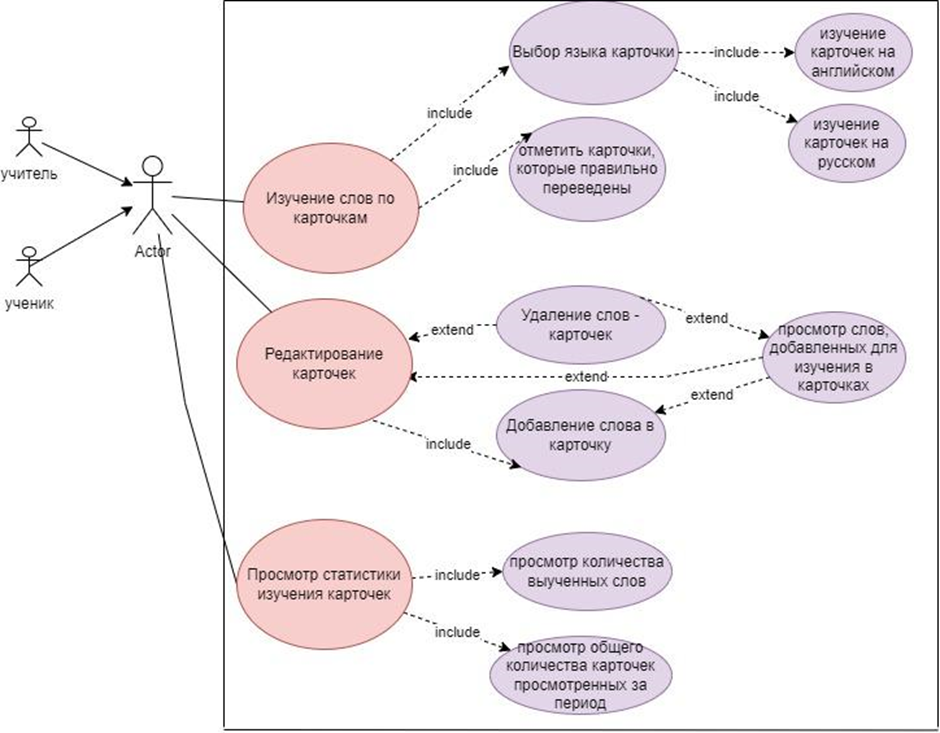 учитель
ученик
Actor
Изучение слов по
карточкам
include
Выбор языка карточки
include
изучение
карточек на
английском
include
изучение
карточек на
русском
include
отметить карточки,
которые правильно
переведены
Редактирование
карточек
extend
Удаление слов -
карточек
extend
просмотр слов,
добавленных для
изучения в
карточках
extend
extend
include
Добавление слова в
карточку
Просмотр статистики
изучения карточек
include
просмотр количества
выученных слов
include
просмотр общего
количества карточек
просмотренных за
период